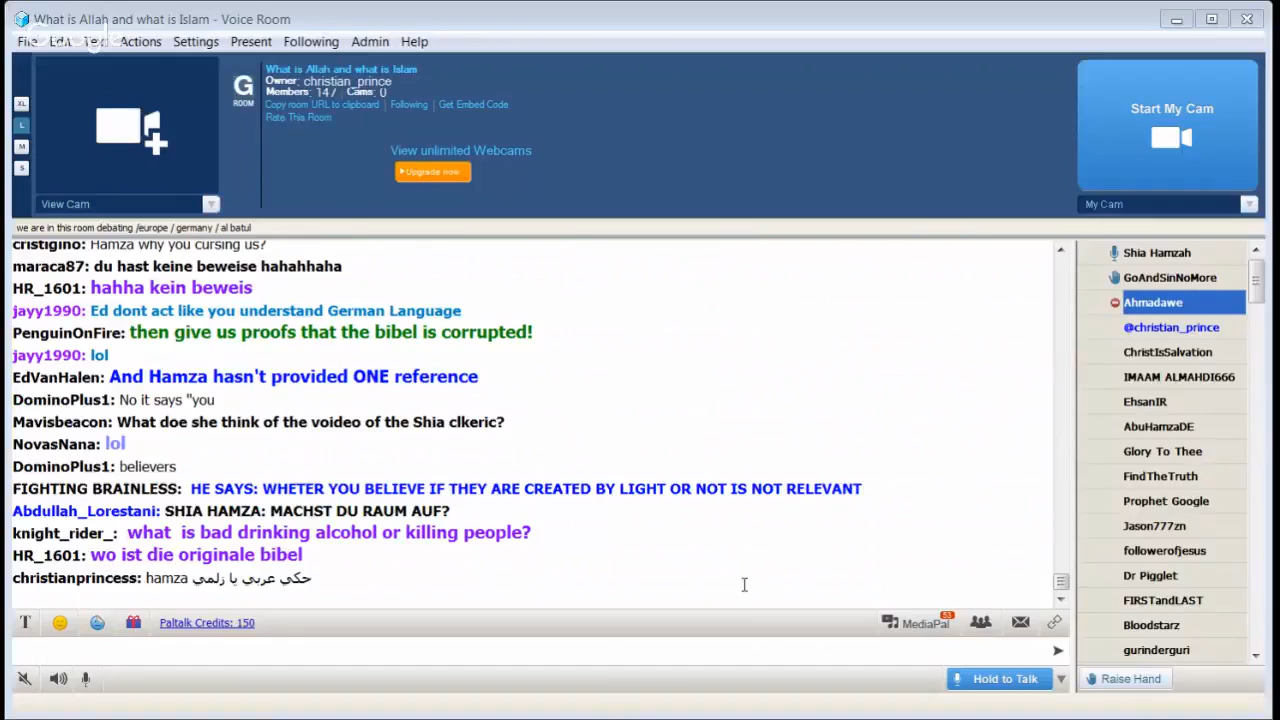 What is Allah and what is Islam - Voice Room
File Edit Text Actions Settings Present Following Admin Help
Google
XL
L
M
S
G
ROOM
What is Allah and what is Islam
Owner: christian_prince
Members: 147 Cams: 0
Copy room URL to clipboard | Following | Get Embed Code
Rate This Room
View unlimited Webcams
Upgrade now
Start My Cam
View Cam
My Cam
we are in this room debating /europe / germany / al batul
cristigino: Hamza why you cursing us?
maraca87: du hast keine beweise hahahhaha
HR_1601: hahha kein beweis
jayy1990: Ed dont act like you understand German Language
PenguinOnFire: then give us proofs that the bibel is corrupted!
jayy1990: lol
EdVanHalen: And Hamza hasn't provided ONE reference
DominoPlus1: No it says "you
Mavisbeacon: What doe she think of the voideo of the Shia clkeric?
NovasNana: lol
DominoPlus1: believers
FIGHTING BRAINLESS: HE SAYS: WHETER YOU BELIEVE IF THEY ARE CREATED BY LIGHT OR NOT IS NOT RELEVANT
Abdullah_Lorestani: SHIA HAMZA: MACHST DU RAUM AUF?
knight_rider_: what is bad drinking alcohol or killing people?
HR_1601: wo ist die originale bibel
christianprincess: hamza حكي عربي يا زلمي
Shia Hamzah
GoAndSinNoMore
Ahmadawe
@christian_prince
ChristIsSalvation
IMAAM ALMAHDI666
EhsanIR
AbuHamzaDE
Glory To Thee
FindTheTruth
Prophet Google
Jason777zn
followerofjesus
Dr Pigglet
FIRSTandLAST
Bloodstarz
gurinderguri
T Paltalk Credits: 150
MediaPal 53
Hold to Talk
Raise Hand